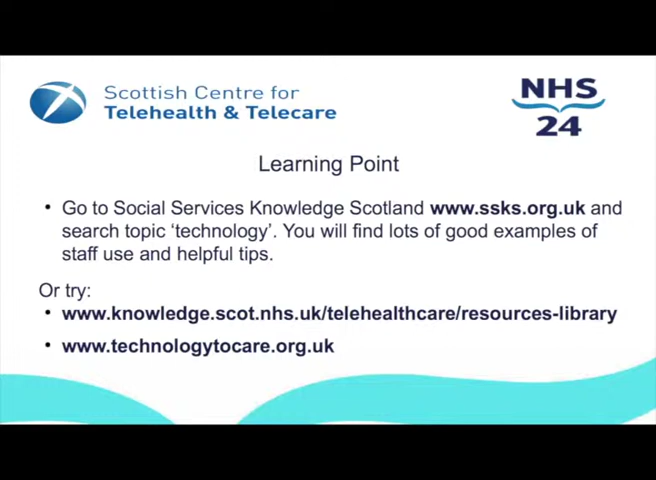 Scottish Centre for
Telehealth & Telecare
NHS
24
Learning Point
• Go to Social Services Knowledge Scotland www.ssks.org.uk and
search topic ‘technology’. You will find lots of good examples of
staff use and helpful tips.
Or try:
• www.knowledge.scot.nhs.uk/telehealthcare/resources-library
• www.technologytocare.org.uk